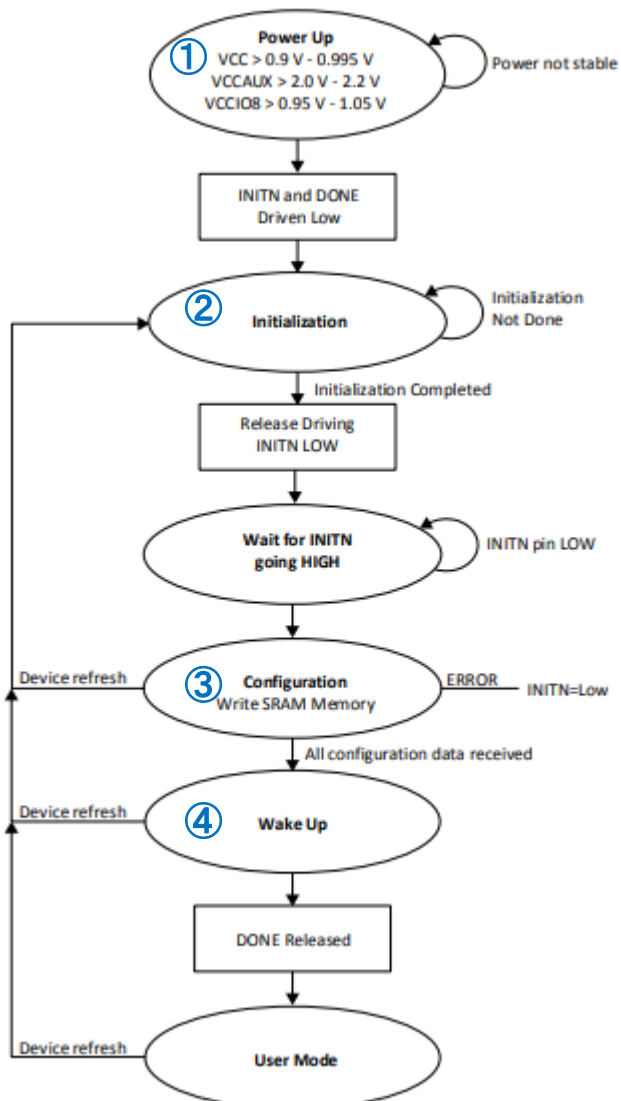 ①
Power Up
VCC > 0.9 V - 0.995 V
VCCAUX > 2.0 V - 2.2 V
VCCIO8 > 0.95 V - 1.05 V
Power not stable
INITN and DONE
Driven Low
②
Initialization
Initialization
Not Done
Initialization Completed
Release Driving
INITN LOW
Wait for INITN
going HIGH
INITN pin LOW
Device refresh
③
Configuration
Write SRAM Memory
ERROR
INITN=Low
All configuration data received
Device refresh
④
Wake Up
DONE Released
Device refresh
User Mode